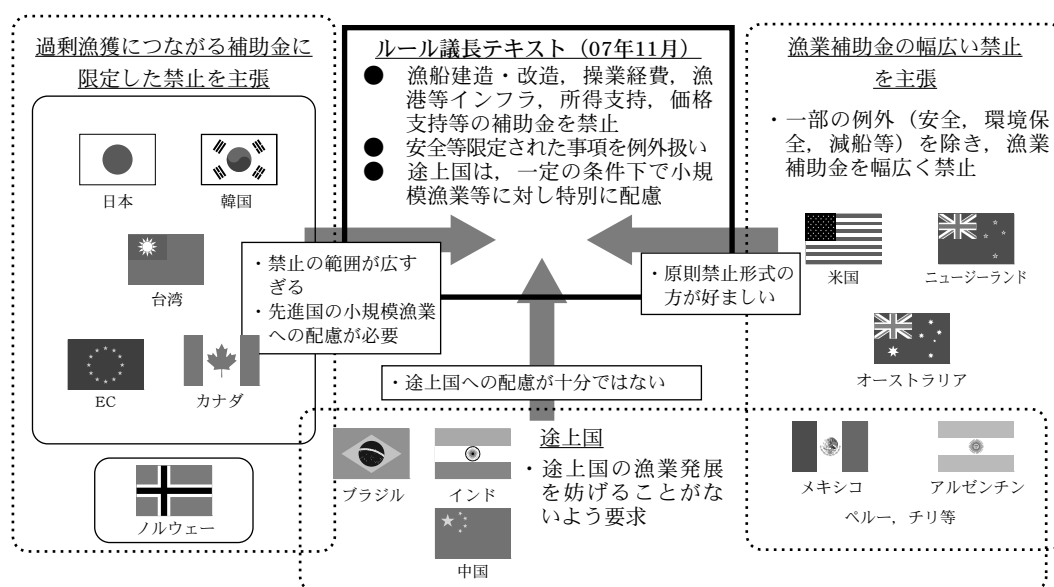 過剰漁獲につながる補助金に
限定した禁止を主張
日本
韓国
台湾
EC
カナダ
ノルウェー
ルール議長テキスト（07年11月）
● 漁船建造・改造，操業経費，漁
港等インフラ，所得支持，価格
支持等の補助金を禁止
● 安全等限定された事項を例外扱い
● 途上国は，一定の条件下で小規
模漁業等に対し特別に配慮
・禁止の範囲が広す
ぎる
・先進国の小規模漁業
への配慮が必要
・原則禁止形式の
方が好ましい
・途上国への配慮が十分ではない
漁業補助金の幅広い禁止
を主張
・一部の例外（安全，環境保
全，減船等）を除き，漁業
補助金を幅広く禁止
米国
ニュージーランド
オーストラリア
メキシコ
アルゼンチン
ペルー，チリ等
途上国
・途上国の漁業発展
を妨げることがな
いよう要求
ブラジル
インド
中国